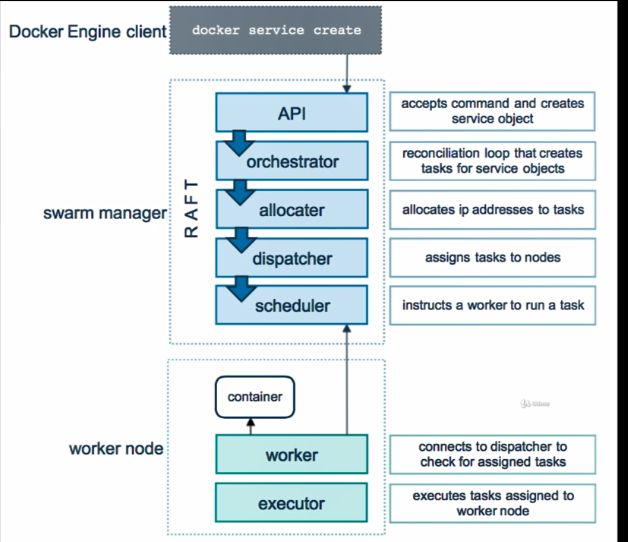 Docker Engine client
docker service create
API
accepts command and creates
service object
orchestrator
reconciliation loop that creates
tasks for service objects
swarm manager
RAFT
allocater
allocates ip addresses to tasks
dispatcher
assigns tasks to nodes
scheduler
instructs a worker to run a task
container
worker node
worker
connects to dispatcher to
check for assigned tasks
executor
executes tasks assigned to
worker node